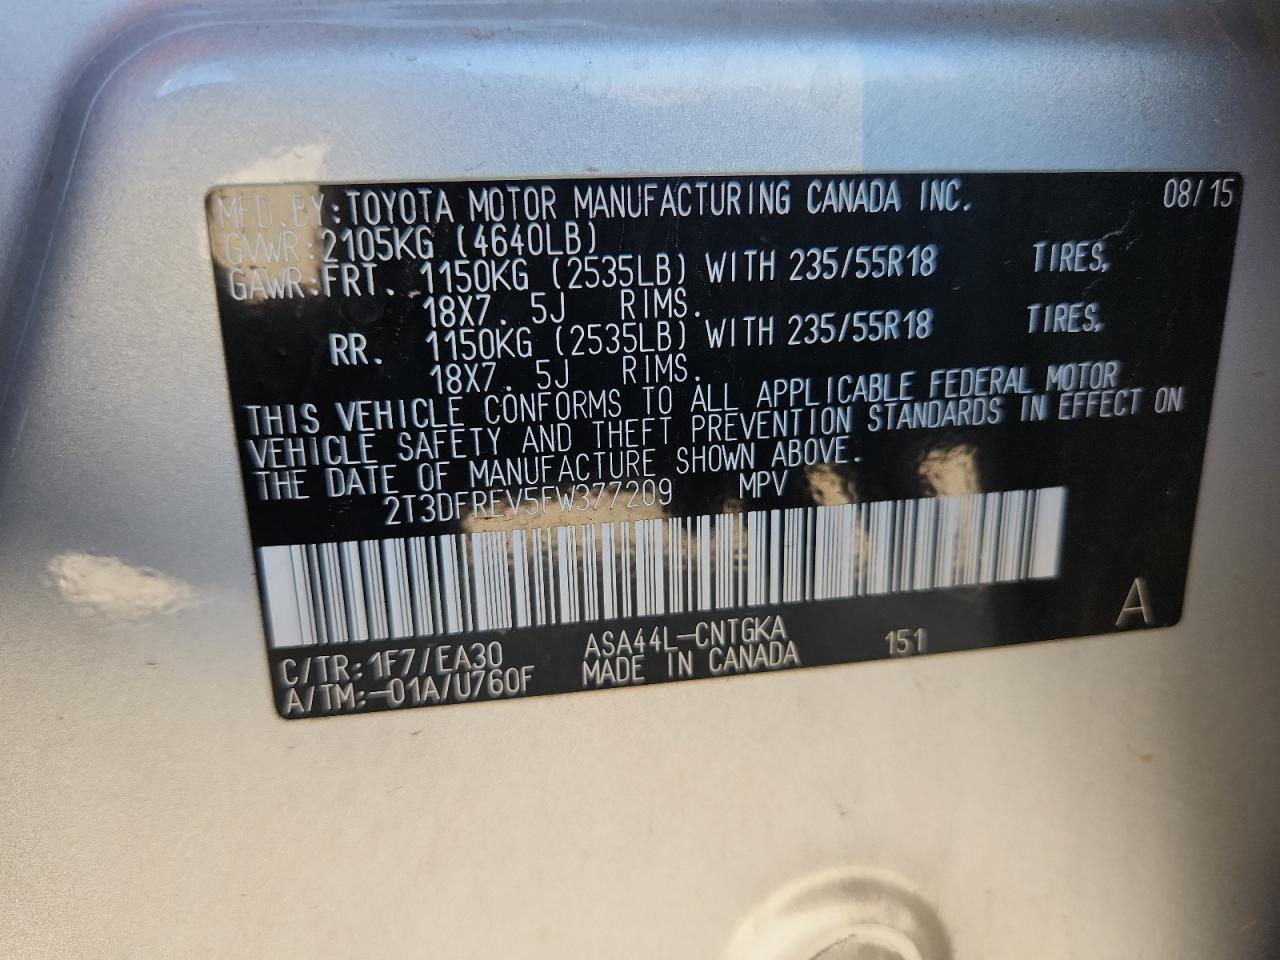 MFD.BY:TOYOTA MOTOR MANUFACTURING CANADA INC. 08/15
GVWR:2105KG (4640LB)
GAWR:FRT. 1150KG (2535LB) WITH 235/55R18 TIRES,
18X7. 5J RIMS.
RR. 1150KG (2535LB) WITH 235/55R18 TIRES,
18X7. 5J RIMS.
THIS VEHICLE CONFORMS TO ALL APPLICABLE FEDERAL MOTOR
VEHICLE SAFETY AND THEFT PREVENTION STANDARDS IN EFFECT ON
THE DATE OF MANUFACTURE SHOWN ABOVE.
2T3DFREV5FW377209 MPV
C/TR:1F7/EA30 ASA44L-CNTGKA 151 A
A/TM:-01A/U760F MADE IN CANADA